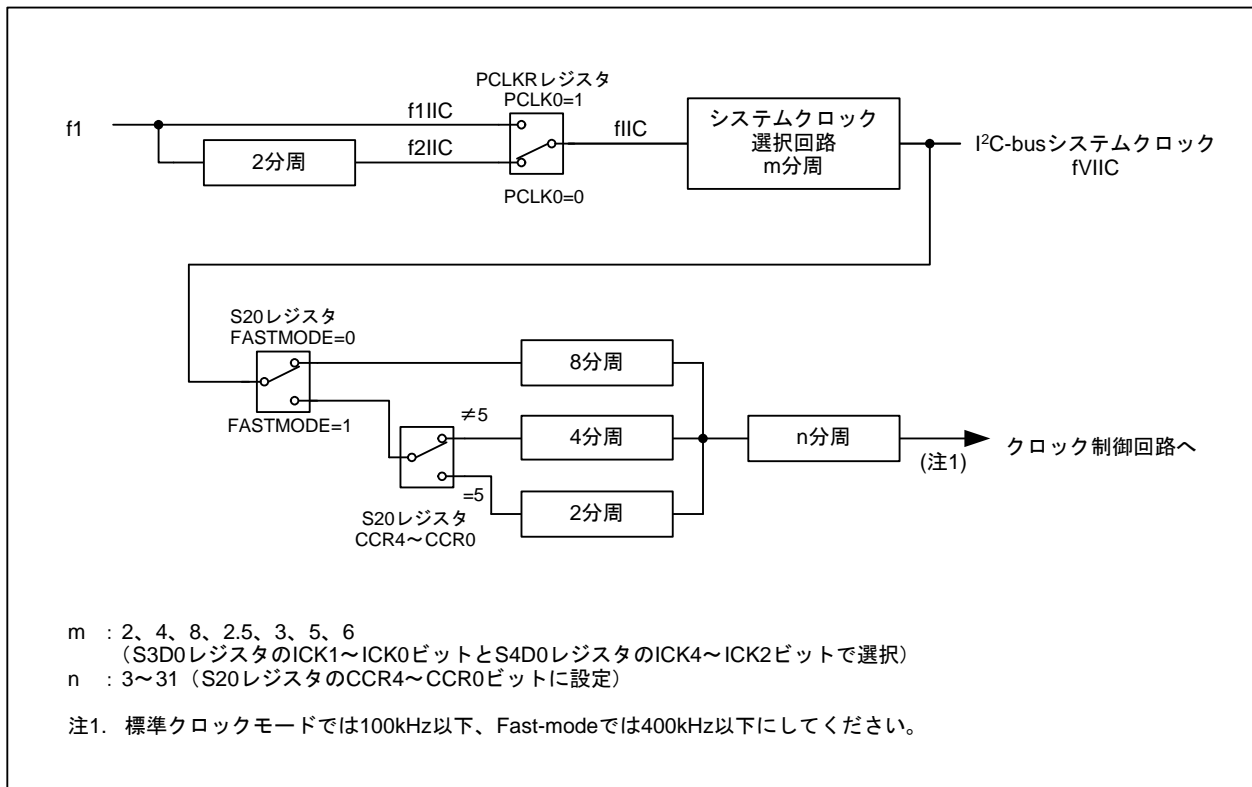 PCLKRレジスタ
PCLK0=1
f1
f1IIC
2分周
f2IIC
PCLK0=0
fIIC
システムクロック
選択回路
m分周
I²C-busシステムクロック
fVIIC
S20レジスタ
FASTMODE=0
FASTMODE=1
≠5
=5
S20レジスタ
CCR4～CCR0
8分周
4分周
2分周
n分周
(注1)
クロック制御回路へ
m ：2、4、8、2.5、3、5、6
（S3D0レジスタのICK1～ICK0ビットとS4D0レジスタのICK4～ICK2ビットで選択）
n ：3～31（S20レジスタのCCR4～CCR0ビットに設定）
注1. 標準クロックモードでは100kHz以下、Fast-modeでは400kHz以下にしてください。